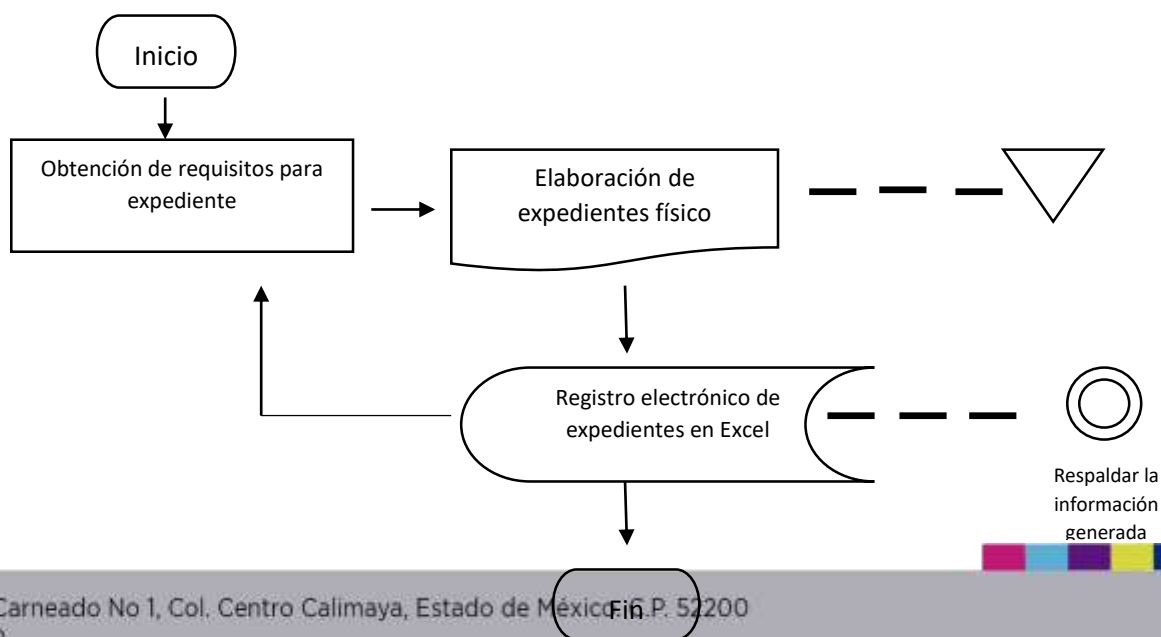 Inicio
Obtención de requisitos para
expediente
Elaboración de
expedientes físico
Registro electrónico de
expedientes en Excel
Respaldar la
información
generada
Fin
Carneado No 1, Col. Centro Calimaya, Estado de México. C.P. 52200